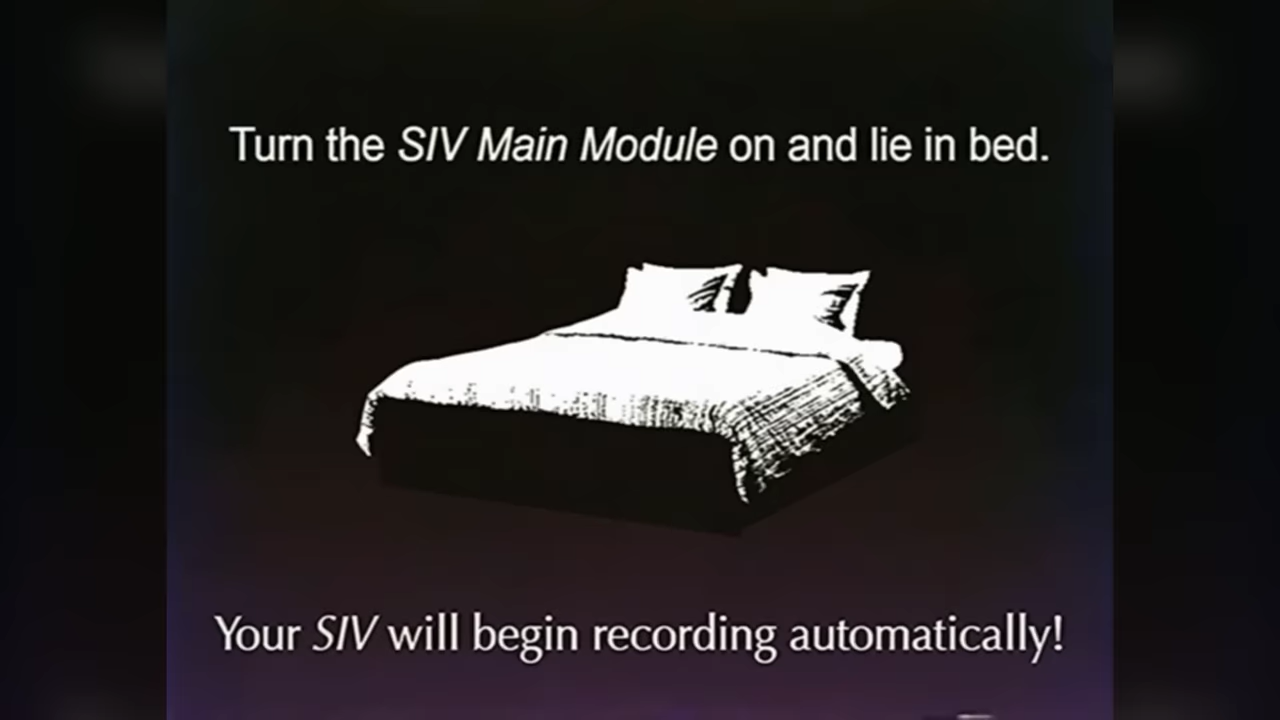 Turn the SIV Main Module on and lie in bed.
Your SIV will begin recording automatically!